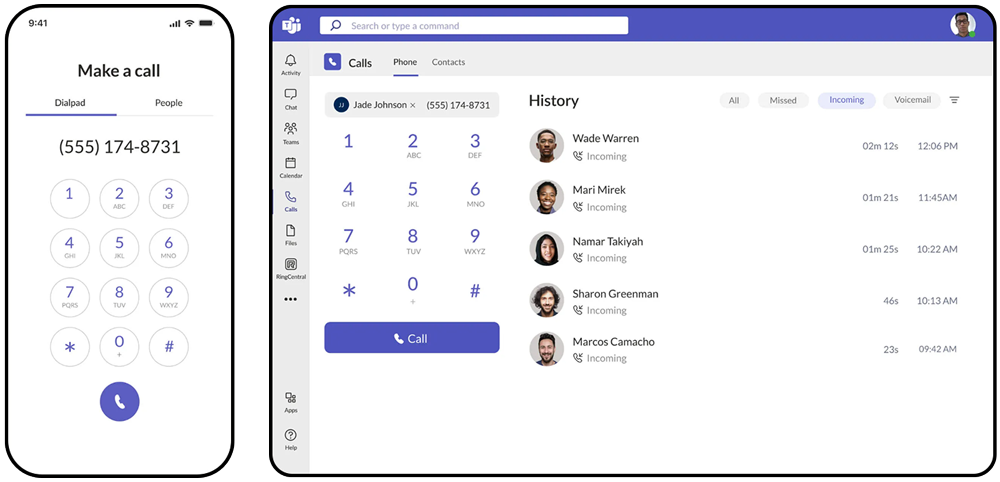 9:41
Make a call
Dialpad People
(555) 174-8731
1 2 3
ABC DEF
4 5 6
GHI JKL MNO
7 8 9
PQRS TUV WXYZ
* 0 #
+
Search or type a command
Activity
Chat
Teams
Calendar
Calls
Files
RingCentral
Apps
Help
Calls Phone Contacts
JJ Jade Johnson × (555) 174-8731
1 2 3
ABC DEF
4 5 6
GHI JKL MNO
7 8 9
PQRS TUV WXYZ
* 0 #
+
Call
History All Missed Incoming Voicemail
Wade Warren
Incoming 02m 12s 12:06 PM
Mari Mirek
Incoming 01m 21s 11:45AM
Namar Takiyah
Incoming 01m 25s 10:22 AM
Sharon Greenman
Incoming 46s 10:13 AM
Marcos Camacho
Incoming 23s 09:42 AM